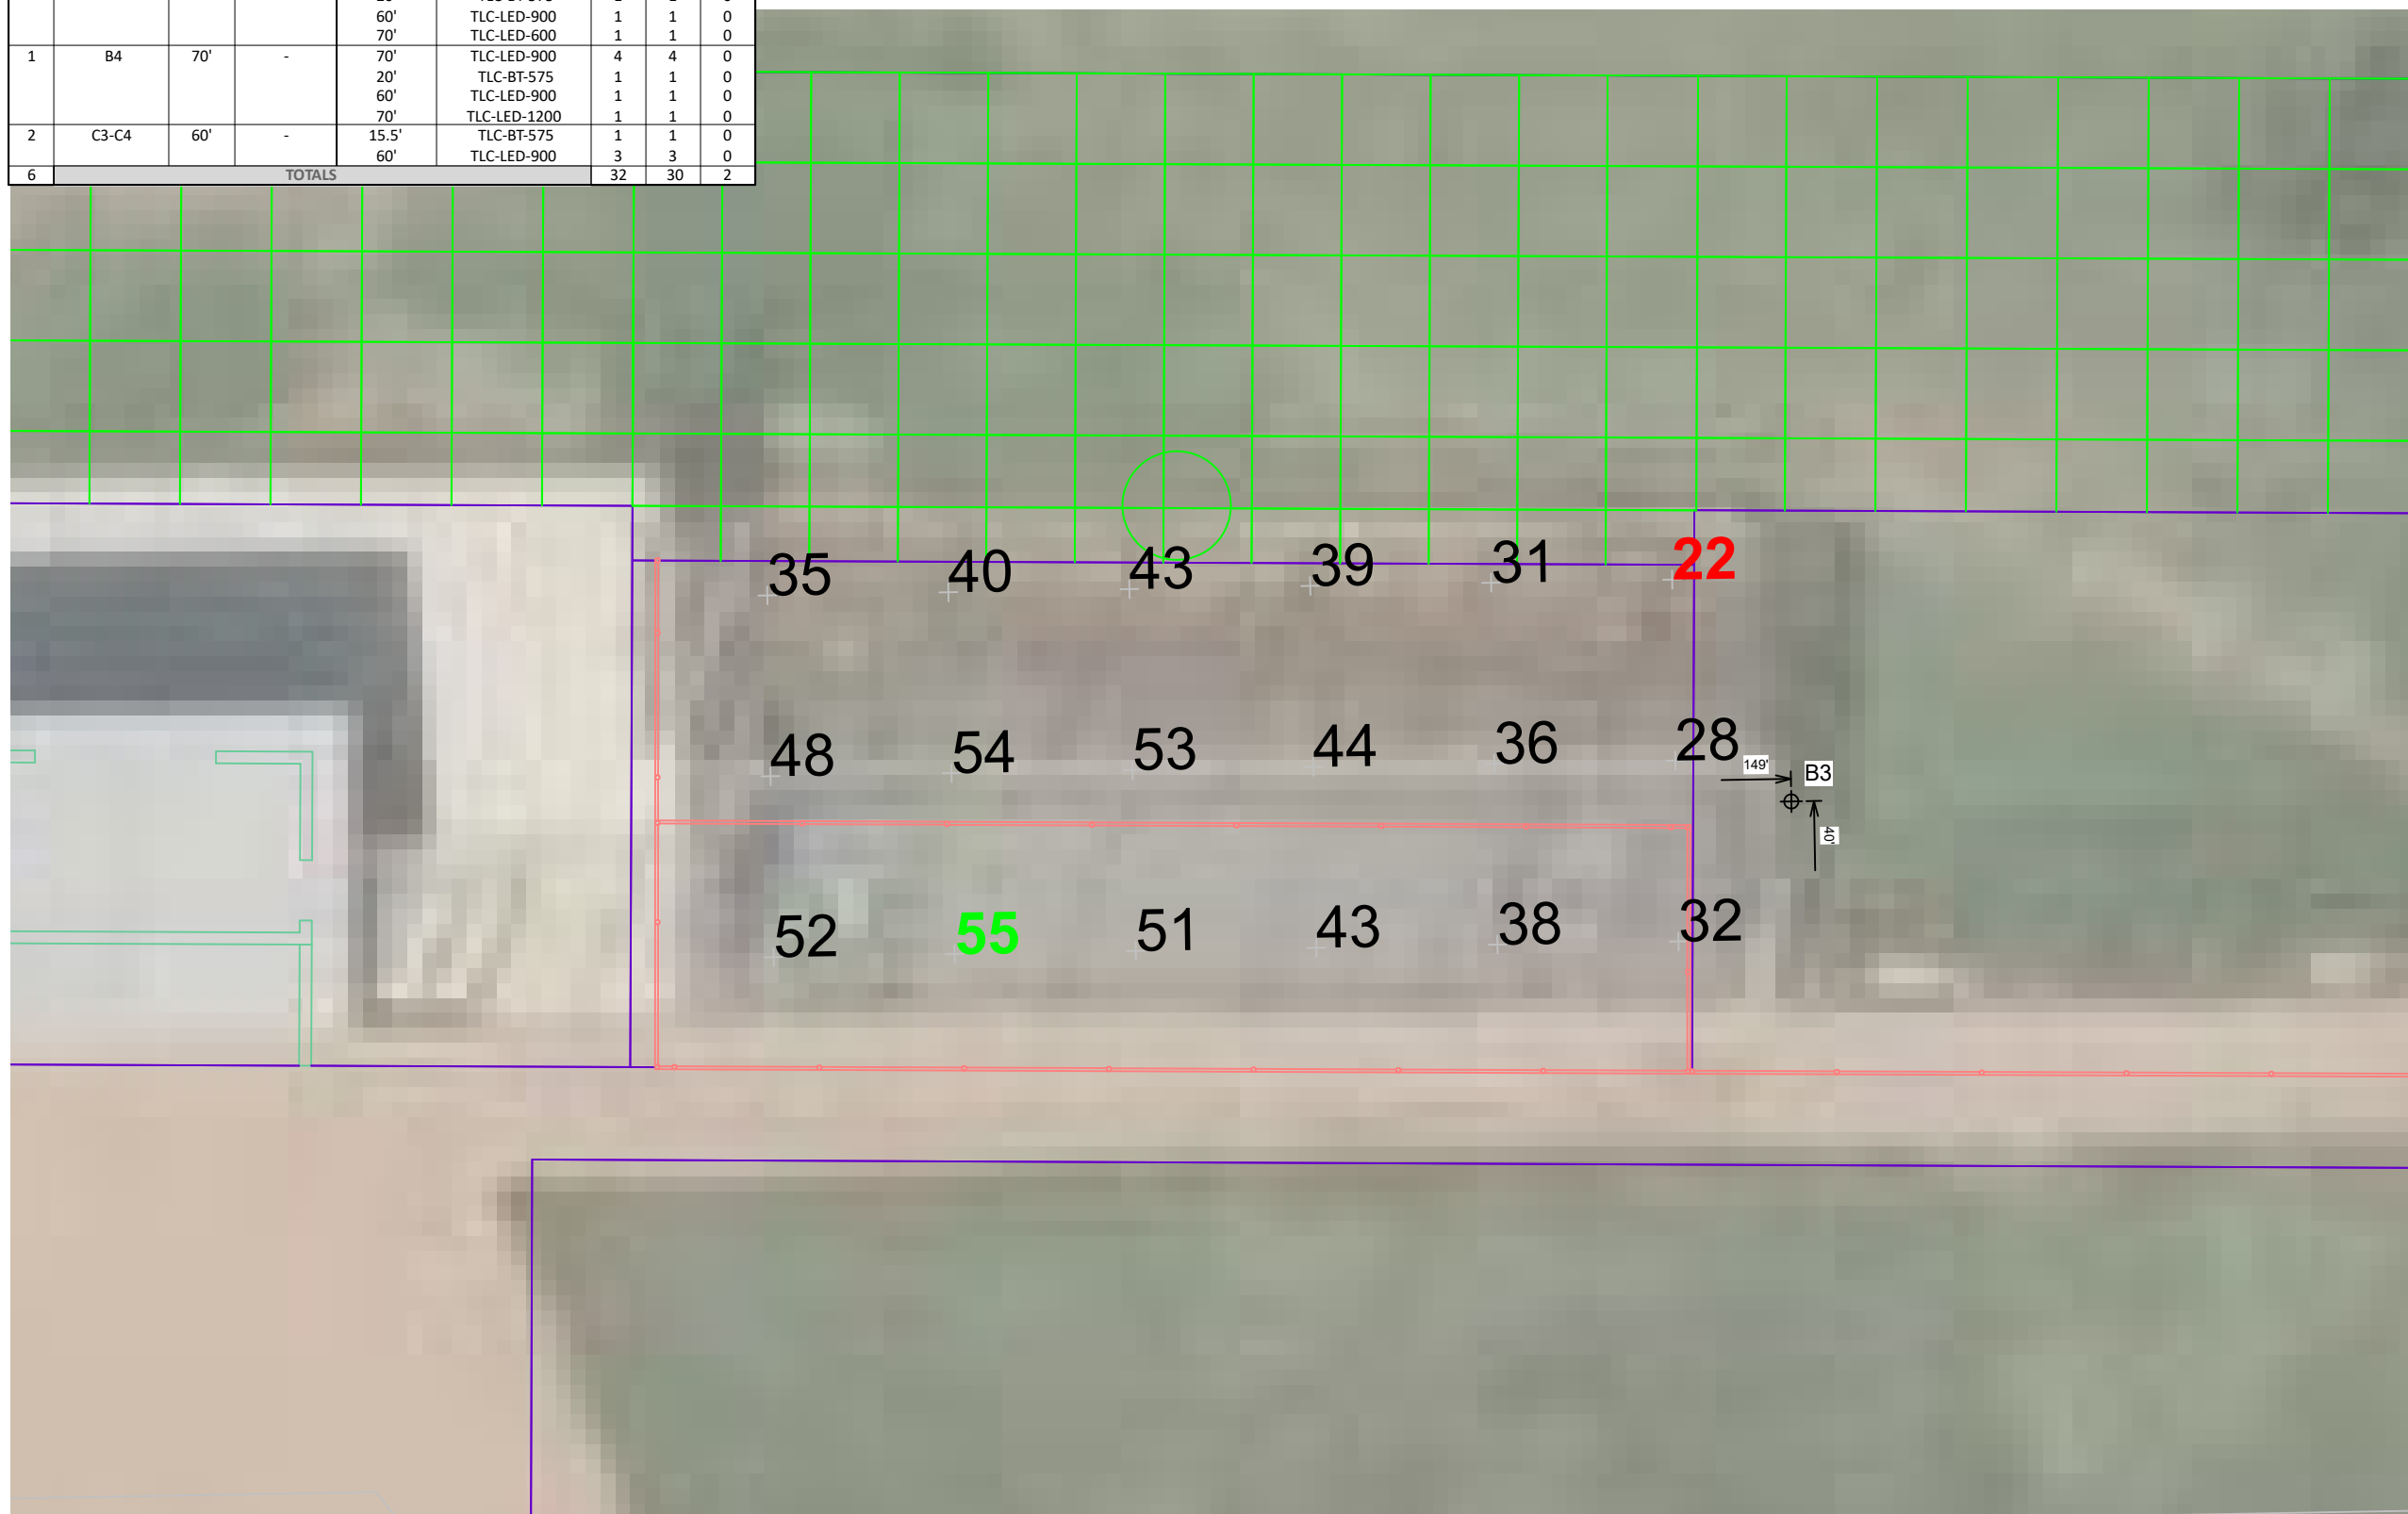 60' TLC-LED-900 1 1 0
70' TLC-LED-600 1 1 0
1 B4 70' - 70' TLC-LED-900 4 4 0
20' TLC-BT-575 1 1 0
60' TLC-LED-900 1 1 0
70' TLC-LED-1200 1 1 0
2 C3-C4 60' - 15.5' TLC-BT-575 1 1 0
60' TLC-LED-900 3 3 0
6 TOTALS 32 30 2
35 40 43 39 31 22
48 54 53 44 36 28
149' B3
40'
52 55 51 43 38 32